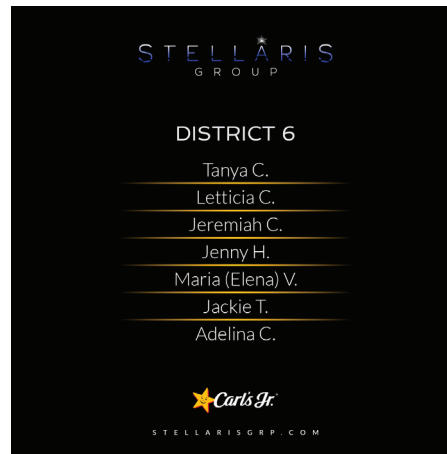 STELLARIS
GROUP
DISTRICT 6
Tanya C.
Letticia C.
Jeremiah C.
Jenny H.
Maria (Elena) V.
Jackie T.
Adelina C.
Carl's Jr.
STELLARISGRP.COM